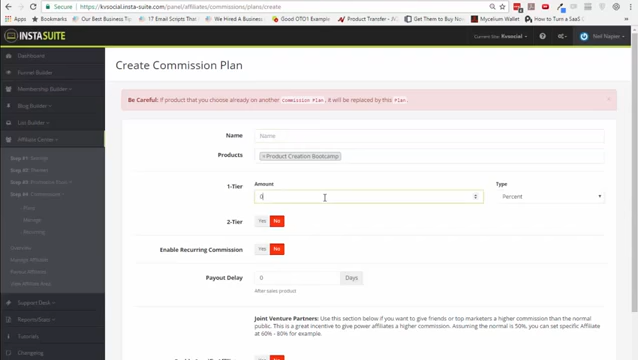 Secure https://kvsocial.insta-suite.com/panel/affiliates/commissions/plans/create
Apps Bookmarks Our Best Busines 17 Email Scripts That We Hired A Business Good OTO1 Example Product Transfer - , Get Them to Buy Now Mycelium Wallet How to Turn a SaaS
INSTASUITE
Current Site: Kvsocial
Neil Napier
Dashboard
Funnel Builder
Membership Builder
Blog Builder
List Builder
Affiliate Center
Create Commission Plan
Be Careful: If product that you choose already on another Commission Plan, it will be replaced by this Plan.
Name Name
Products × Product Creation Bootcamp
1-Tier Amount Type
0 Percent
2-Tier Yes No
Enable Recurring Commission Yes No
Payout Delay 0 Days
After sales product
Joint Venture Partners: Use this section below if you want to give friends or top marketers a higher commission than the normal
public. This is a great incentive to give power affiliates a higher commission. Assuming the normal is 50%, you can set specific Affiliate
at 60% - 80% for example.
Support Desk
Reports/Stats
Tutorials
Changelog